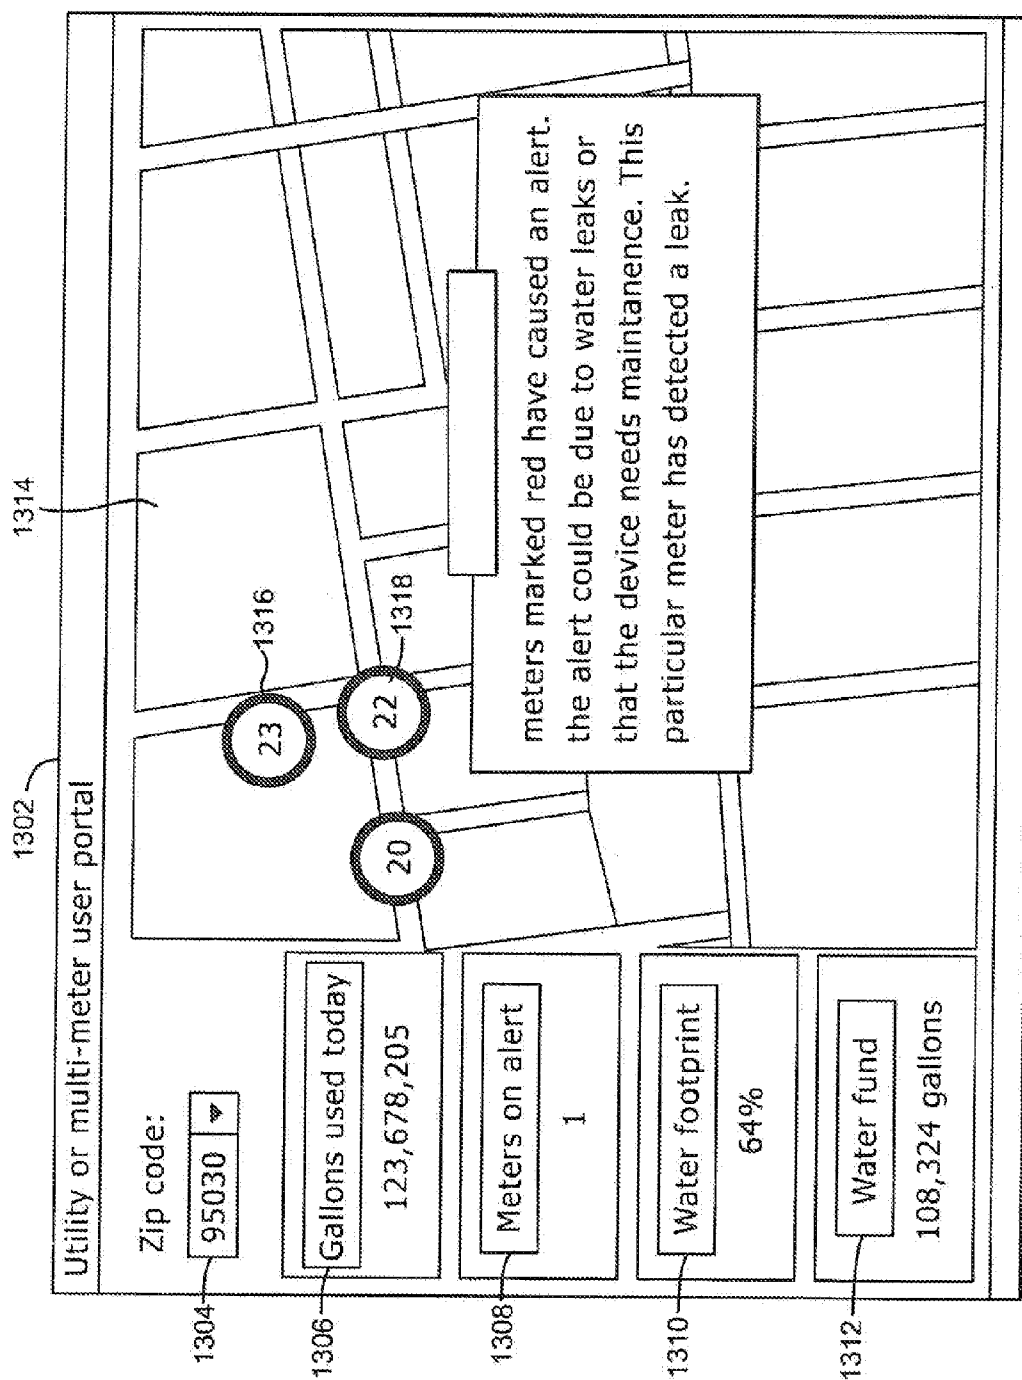 1302
Utility or multi-meter user portal
1304
Zip code:
95030
1306
Gallons used today
123,678,205
1308
Meters on alert
1
1310
Water footprint
64%
1312
Water fund
108,324 gallons
1314
1316
23
1318
22
20
meters marked red have caused an alert.
the alert could be due to water leaks or
that the device needs maintanence. This
particular meter has detected a leak.